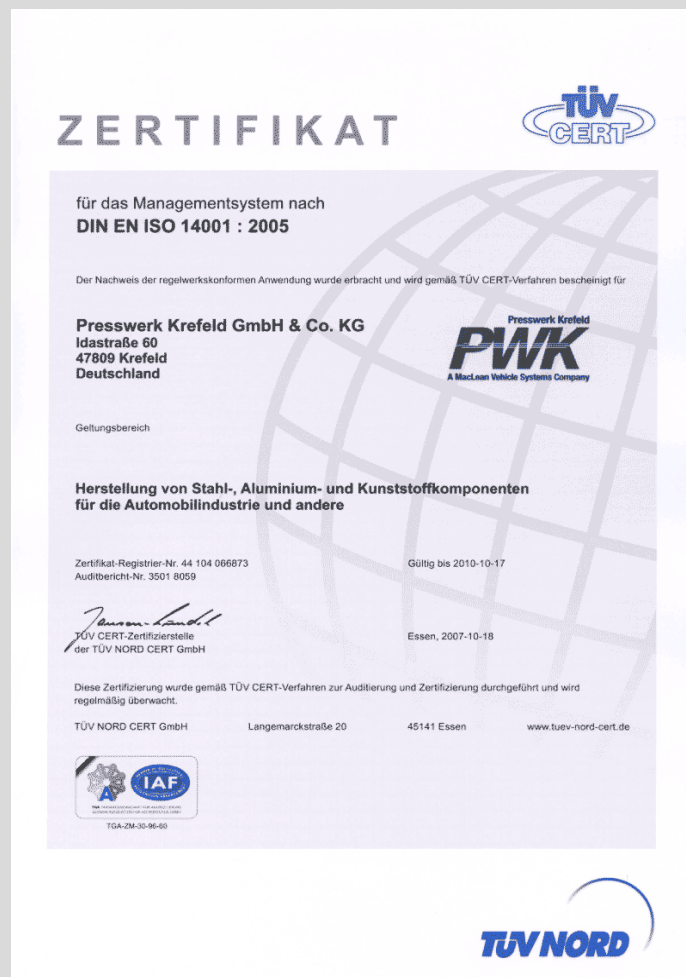 ZERTIFIKAT
TÜV
CERT
für das Managementsystem nach
DIN EN ISO 14001 : 2005
Der Nachweis der regelwerkskonformen Anwendung wurde erbracht und wird gemäß TÜV CERT-Verfahren bescheinigt für
Presswerk Krefeld GmbH & Co. KG
Idastraße 60
47809 Krefeld
Deutschland
Presswerk Krefeld
PWK
A MacLean Vehicle Systems Company
Geltungsbereich
Herstellung von Stahl-, Aluminium- und Kunststoffkomponenten
für die Automobilindustrie und andere
Zertifikat-Registrier-Nr. 44 104 066873
Auditbericht-Nr. 3501 8059
Gültig bis 2010-10-17
TÜV CERT-Zertifizierstelle
der TÜV NORD CERT GmbH
Essen, 2007-10-18
Diese Zertifizierung wurde gemäß TÜV CERT-Verfahren zur Auditierung und Zertifizierung durchgeführt und wird
regelmäßig überwacht.
TÜV NORD CERT GmbH Langemarckstraße 20 45141 Essen www.tuev-nord-cert.de
IAF
TGA-ZM-30-96-60
TÜV NORD